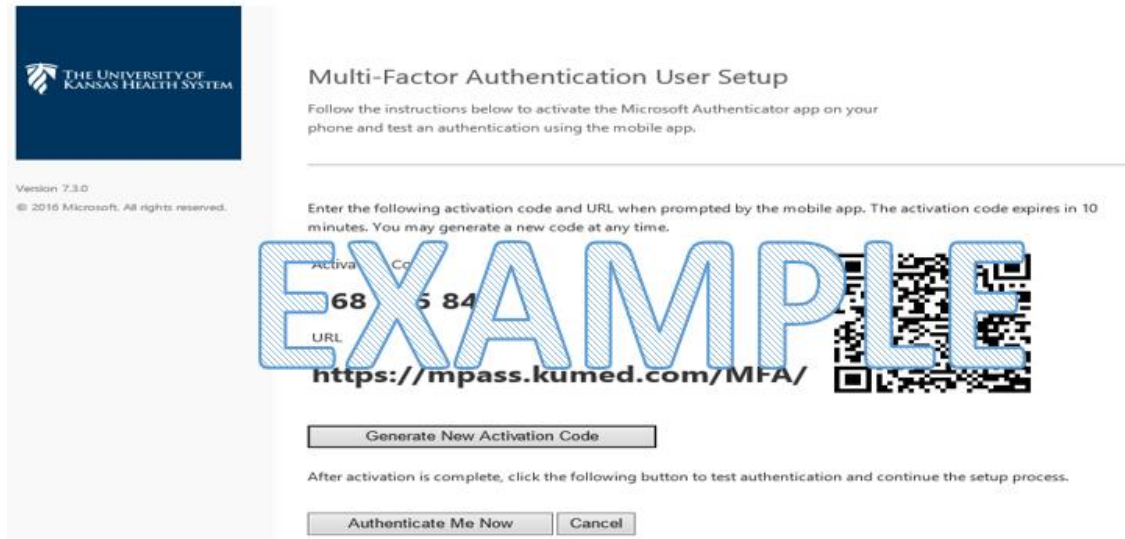 THE UNIVERSITY OF
KANSAS HEALTH SYSTEM
Version 7.3.0
© 2016 Microsoft. All rights reserved.
Multi-Factor Authentication User Setup
Follow the instructions below to activate the Microsoft Authenticator app on your
phone and test an authentication using the mobile app.
Enter the following activation code and URL when prompted by the mobile app. The activation code expires in 10
minutes. You may generate a new code at any time.
EXAMPLE
URL
https://mpass.kumed.com/MFA/
Generate New Activation Code
After activation is complete, click the following button to test authentication and continue the setup process.
Authenticate Me Now
Cancel